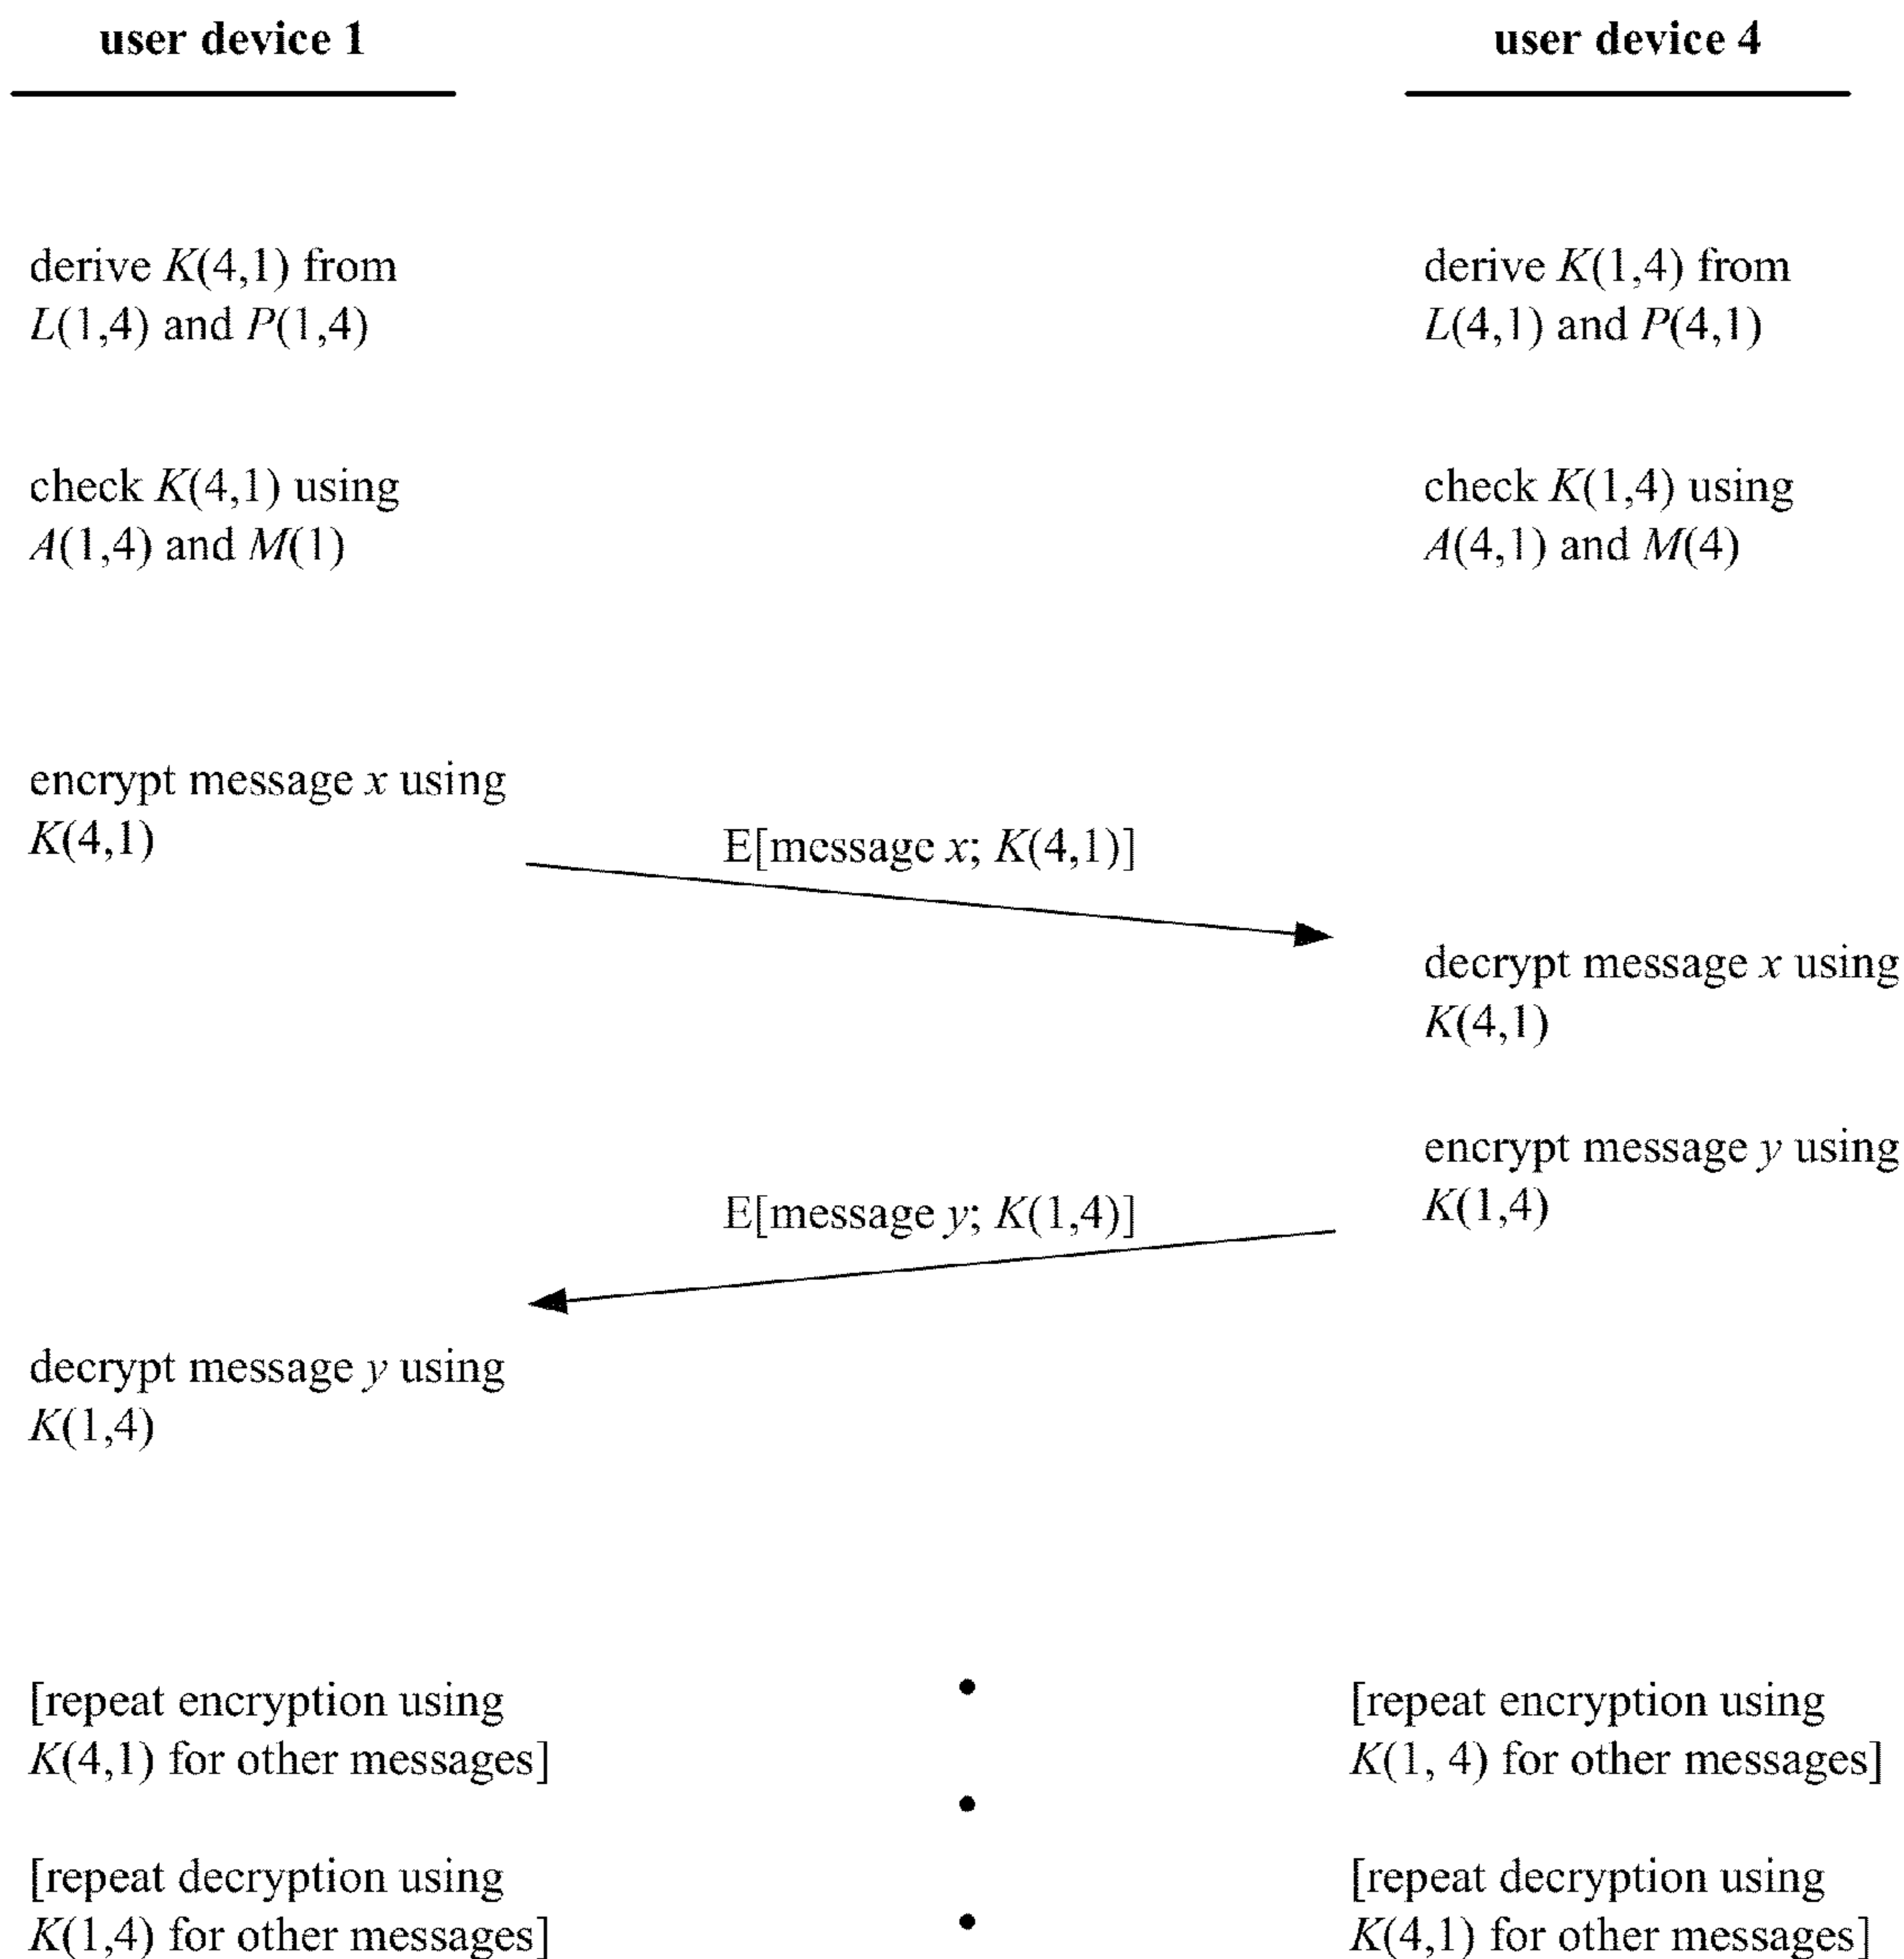 user device 1
user device 4
derive K(4,1) from
L(1,4) and P(1,4)
derive K(1,4) from
L(4,1) and P(4,1)
check K(4,1) using
A(1,4) and M(1)
check K(1,4) using
A(4,1) and M(4)
encrypt message x using
K(4,1)
E[message x; K(4,1)]
decrypt message x using
K(4,1)
encrypt message y using
K(1,4)
E[message y; K(1,4)]
decrypt message y using
K(1,4)
[repeat encryption using
K(4,1) for other messages]
[repeat encryption using
K(1, 4) for other messages]
[repeat decryption using
K(1,4) for other messages]
[repeat decryption using
K(4,1) for other messages]